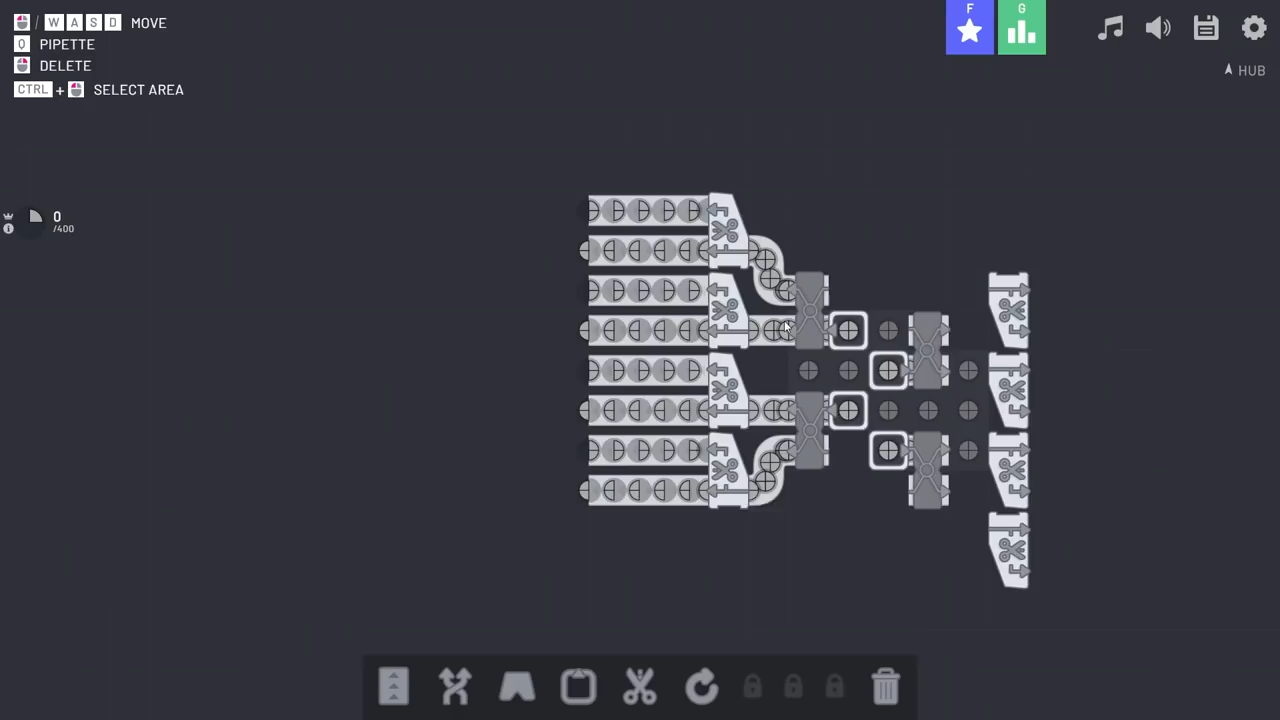 / W A S D MOVE
Q PIPETTE
DELETE
CTRL + SELECT AREA
F
G
HUB
0
/400